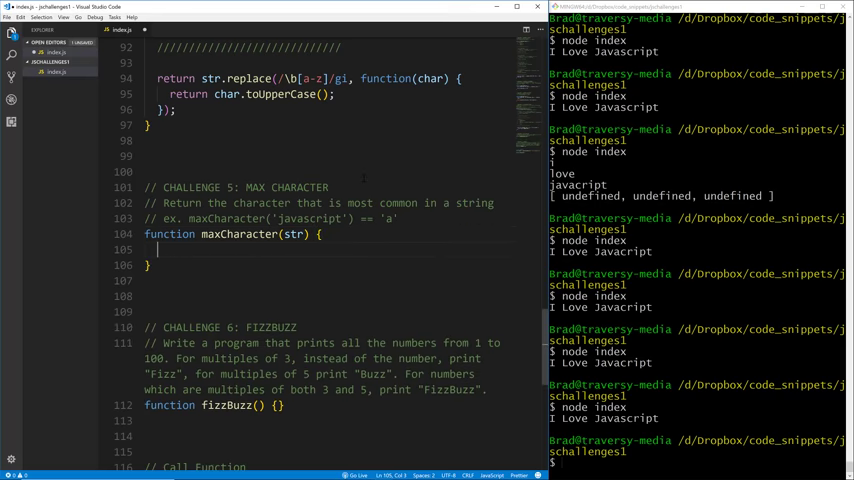 index.js - jschallenges1 - Visual Studio Code
File Edit Selection View Go Debug Tasks Help
EXPLORER
OPEN EDITORS 1 UNSAVED
index.js
JSCHALLENGES1
index.js
index.js
92 //////////////////////////////
93
94 return str.replace(/\b[a-z]/gi, function(char) {
95 return char.toUpperCase();
96 });
97 }
98
99
100
101 // CHALLENGE 5: MAX CHARACTER
102 // Return the character that is most common in a string
103 // ex. maxCharacter('javascript') == 'a'
104 function maxCharacter(str) {
105
106 }
107
108
109
110 // CHALLENGE 6: FIZZBUZZ
111 // Write a program that prints all the numbers from 1 to
100. For multiples of 3, instead of the number, print
"Fizz", for multiples of 5 print "Buzz". For numbers
which are multiples of both 3 and 5, print "FizzBuzz".
112 function fizzBuzz() {}
113
114
115
116 // Call Function
0 0 Go Live Ln 105, Col 3 Spaces: 2 UTF-8 CRLF JavaScript Prettier
MINGW64:/d/Dropbox/code_snippets/jschallenges1
Brad@traversy-media /d/Dropbox/code_snippets/j
schallenges1
$ node index
I Love Javascript
Brad@traversy-media /d/Dropbox/code_snippets/j
schallenges1
$ node index
I Love Javascript
Brad@traversy-media /d/Dropbox/code_snippets/j
schallenges1
$ node index
i
love
javacript
[ undefined, undefined, undefined ]
Brad@traversy-media /d/Dropbox/code_snippets/j
schallenges1
$ node index
I Love Javascript
Brad@traversy-media /d/Dropbox/code_snippets/j
schallenges1
$ node index
I Love Javascript
Brad@traversy-media /d/Dropbox/code_snippets/j
schallenges1
$ node index
I Love Javascript
Brad@traversy-media /d/Dropbox/code_snippets/j
schallenges1
$ node index
I Love Javascript
Brad@traversy-media /d/Dropbox/code_snippets/j
schallenges1
$